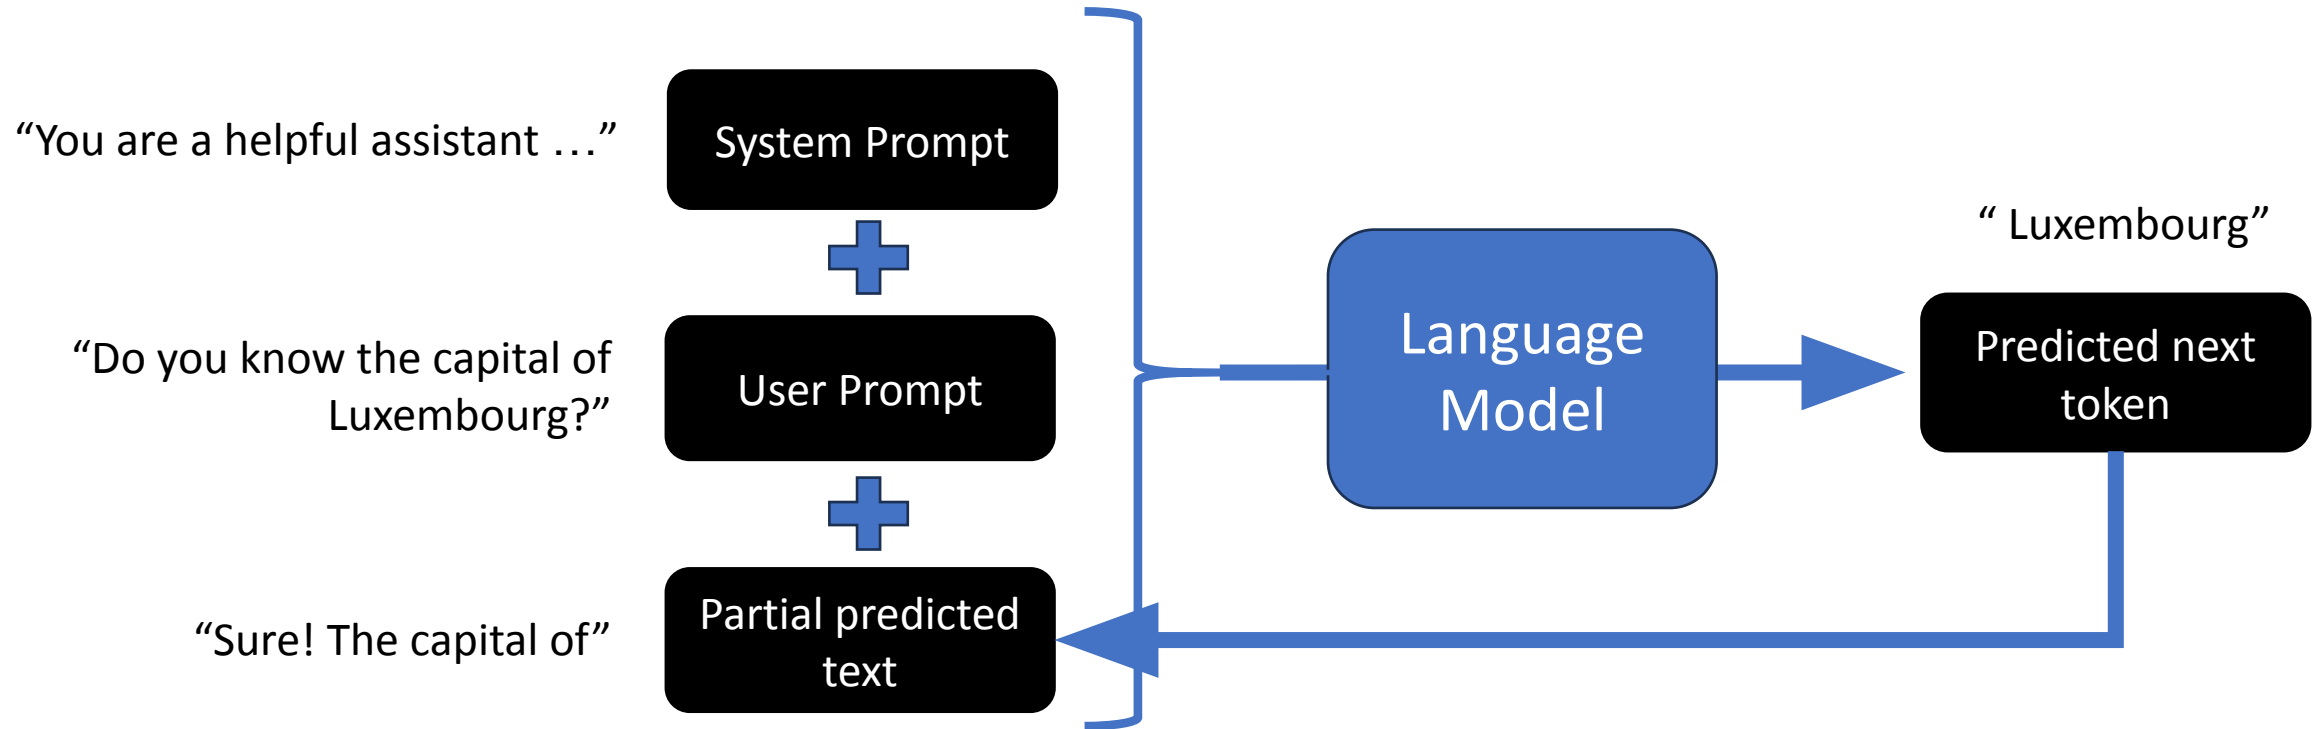 “You are a helpful assistant …”
System Prompt
“Do you know the capital of
Luxembourg?”
User Prompt
“Sure! The capital of”
Partial predicted
text
Language
Model
“ Luxembourg”
Predicted next
token